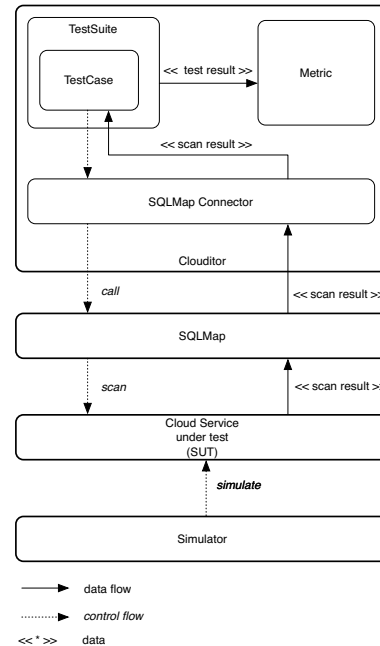 TestSuite
TestCase
<< test result >>
Metric
<< scan result >>
SQLMap Connector
Clouditor
call
<< scan result >>
SQLMap
scan
<< scan result >>
Cloud Service
under test
(SUT)
simulate
Simulator
data flow
control flow
<< * >> data